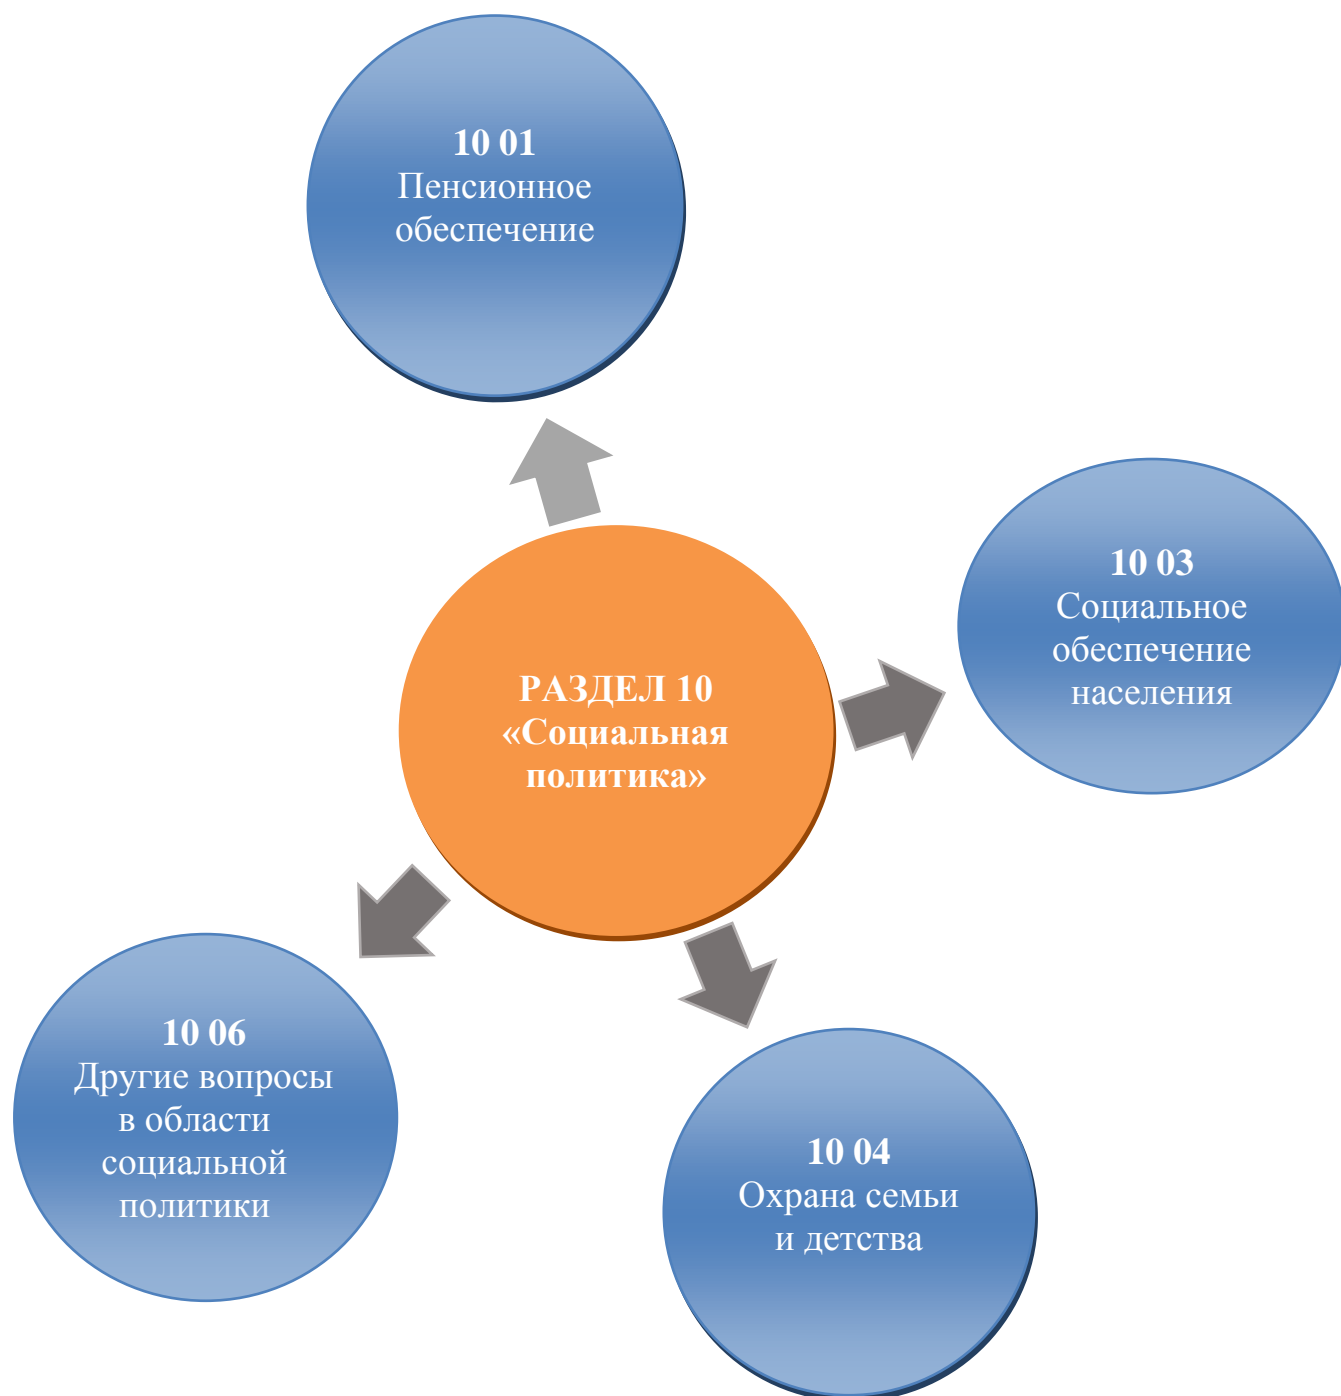 10 01
Пенсионное
обеспечение
10 03
Социальное
обеспечение
населения
РАЗДЕЛ 10
«Социальная
политика»
10 06
Другие вопросы
в области
социальной
политики
10 04
Охрана семьи
и детства